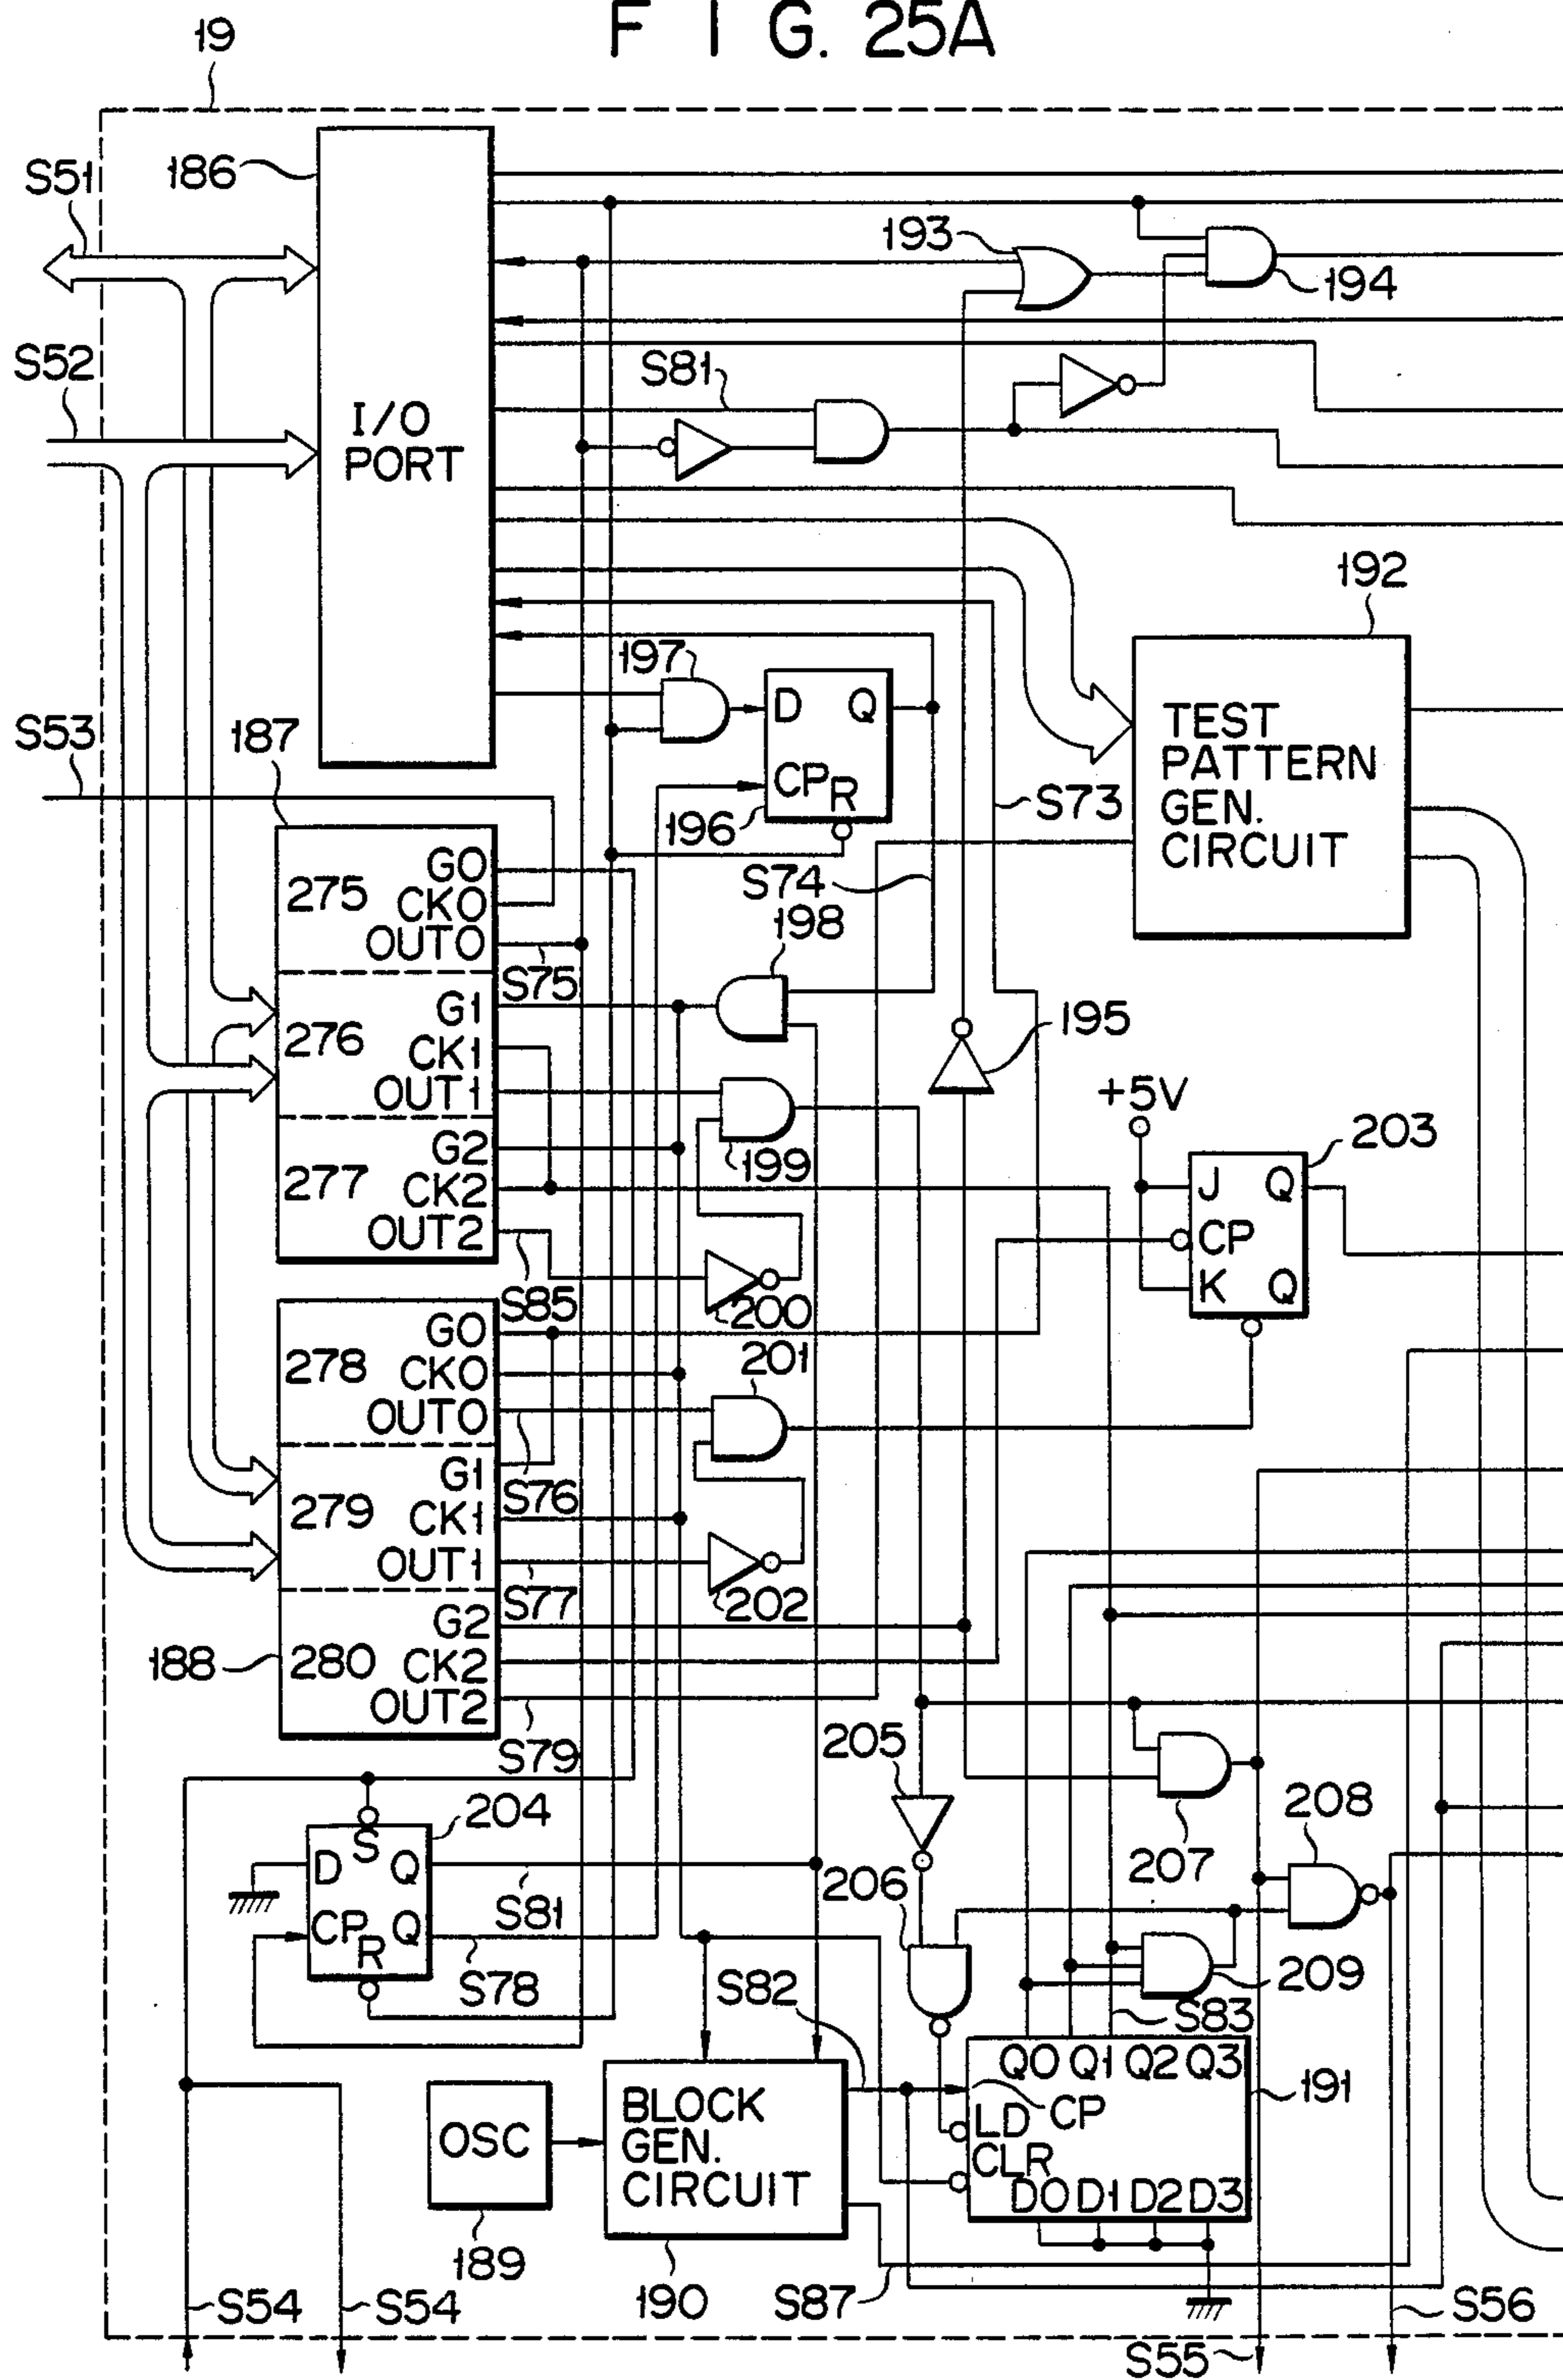 F I G. 25A
19
S51
186
193
194
S52
S81
I/O
PORT
192
197
D Q
CP R
196
S53
187
S73
TEST
PATTERN
GEN.
CIRCUIT
S74
198
275
G0
CK0
OUT0
S75
276
G1
CK1
OUT1
195
199
+5V
203
277
G2
CK2
OUT2
S85
200
J Q
CP
K Q
278
G0
CK0
OUT0
201
S76
279
G1
CK1
OUT1
S77
202
188
280
G2
CK2
OUT2
S79
205
207
208
204
S
D Q
CP R Q
S81
S78
206
209
S82
S83
Q0 Q1 Q2 Q3
191
CP
LD
CLR
D0 D1 D2 D3
OSC
189
BLOCK
GEN.
CIRCUIT
190
S87
S54
S54
S55
S56